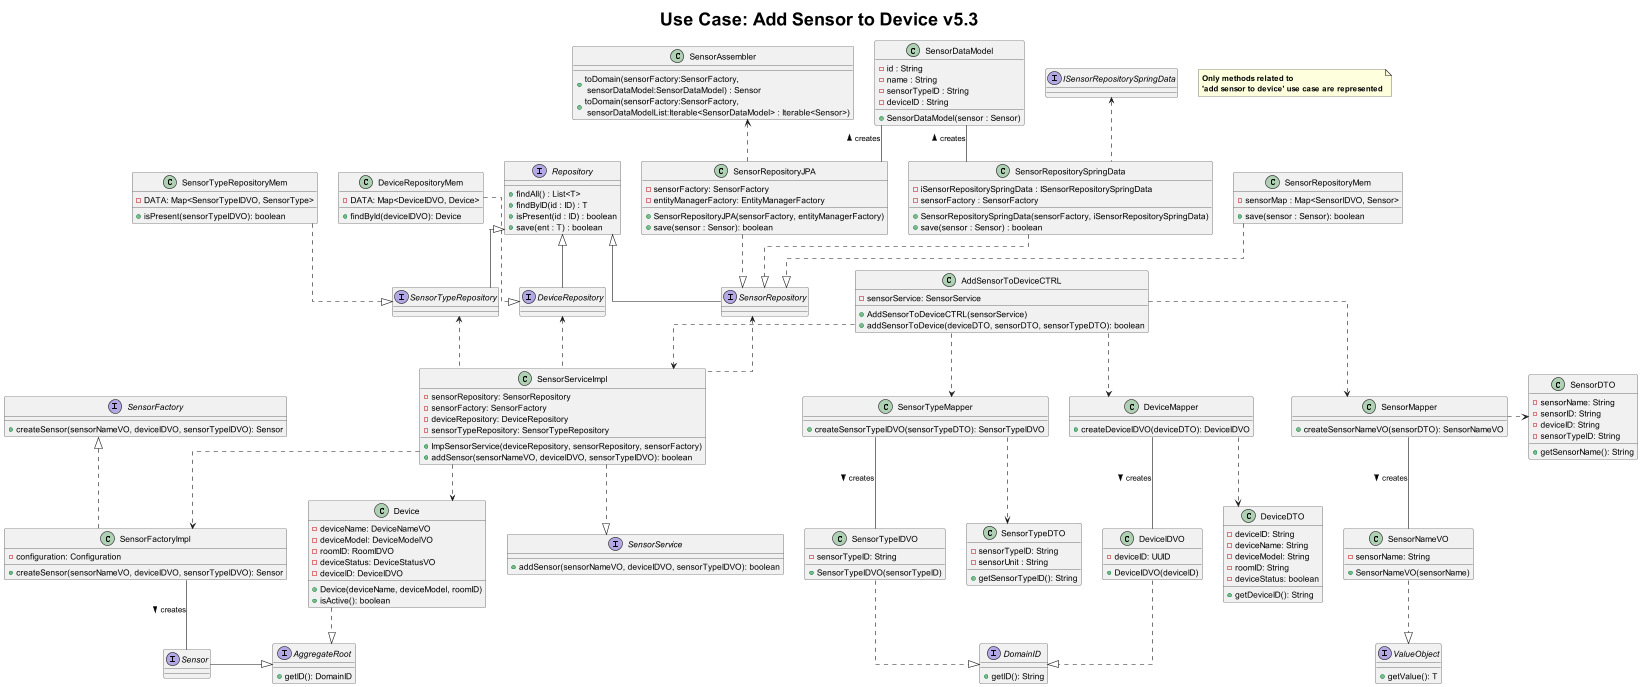 Use Case: Add Sensor to Device v5.3
C SensorAssembler
toDomain(sensorFactory:SensorFactory,
sensorDataModel:SensorDataModel) : Sensor
toDomain(sensorFactory:SensorFactory,
sensorDataModelList:Iterable<SensorDataModel> : Iterable<Sensor>)
C SensorDataModel
id : String
name : String
sensorTypeID : String
deviceID : String
SensorDataModel(sensor : Sensor)
I ISensorRepositorySpringData
Only methods related to
'add sensor to device' use case are represented
creates
creates
C SensorTypeRepositoryMem
DATA: Map<SensorTypeIDVO, SensorType>
isPresent(sensorTypeIDVO): boolean
C DeviceRepositoryMem
DATA: Map<DeviceIDVO, Device>
findById(deviceIDVO): Device
I Repository
findAll() : List<T>
findByID(id : ID) : T
isPresent(id : ID) : boolean
save(ent : T) : boolean
C SensorRepositoryJPA
sensorFactory: SensorFactory
entityManagerFactory: EntityManagerFactory
SensorRepositoryJPA(sensorFactory, entityManagerFactory)
save(sensor : Sensor): boolean
C SensorRepositorySpringData
iSensorRepositorySpringData : ISensorRepositorySpringData
sensorFactory : SensorFactory
SensorRepositorySpringData(sensorFactory, iSensorRepositorySpringData)
save(sensor : Sensor) : boolean
C SensorRepositoryMem
sensorMap : Map<SensorIDVO, Sensor>
save(sensor : Sensor): boolean
I SensorTypeRepository
I DeviceRepository
I SensorRepository
C AddSensorToDeviceCTRL
sensorService: SensorService
AddSensorToDeviceCTRL(sensorService)
addSensorToDevice(deviceDTO, sensorDTO, sensorTypeDTO): boolean
I SensorFactory
createSensor(sensorNameVO, deviceIDVO, sensorTypeIDVO): Sensor
C SensorServiceImpl
sensorRepository: SensorRepository
sensorFactory: SensorFactory
deviceRepository: DeviceRepository
sensorTypeRepository: SensorTypeRepository
ImpSensorService(deviceRepository, sensorRepository, sensorFactory)
addSensor(sensorNameVO, deviceIDVO, sensorTypeIDVO): boolean
C SensorTypeMapper
createSensorTypeIDVO(sensorTypeDTO): SensorTypeIDVO
C DeviceMapper
createDeviceIDVO(deviceDTO): DeviceIDVO
C SensorMapper
createSensorNameVO(sensorDTO): SensorNameVO
C SensorDTO
sensorName: String
sensorID: String
deviceID: String
sensorTypeID: String
getSensorName(): String
creates
creates
creates
C SensorFactoryImpl
configuration: Configuration
createSensor(sensorNameVO, deviceIDVO, sensorTypeIDVO): Sensor
C Device
deviceName: DeviceNameVO
deviceModel: DeviceModelVO
roomID: RoomIDVO
deviceStatus: DeviceStatusVO
deviceID: DeviceIDVO
Device(deviceName, deviceModel, roomID)
isActive(): boolean
I SensorService
addSensor(sensorNameVO, deviceIDVO, sensorTypeIDVO): boolean
C SensorTypeIDVO
sensorTypeID: String
SensorTypeIDVO(sensorTypeID)
C SensorTypeDTO
sensorTypeID: String
sensorUnit : String
getSensorTypeID(): String
C DeviceIDVO
deviceID: UUID
DeviceIDVO(deviceID)
C DeviceDTO
deviceID: String
deviceName: String
deviceModel: String
roomID: String
deviceStatus: boolean
getDeviceID(): String
C SensorNameVO
sensorName: String
SensorNameVO(sensorName)
creates
I Sensor
I AggregateRoot
getID(): DomainID
I DomainID
getID(): String
I ValueObject
getValue(): T